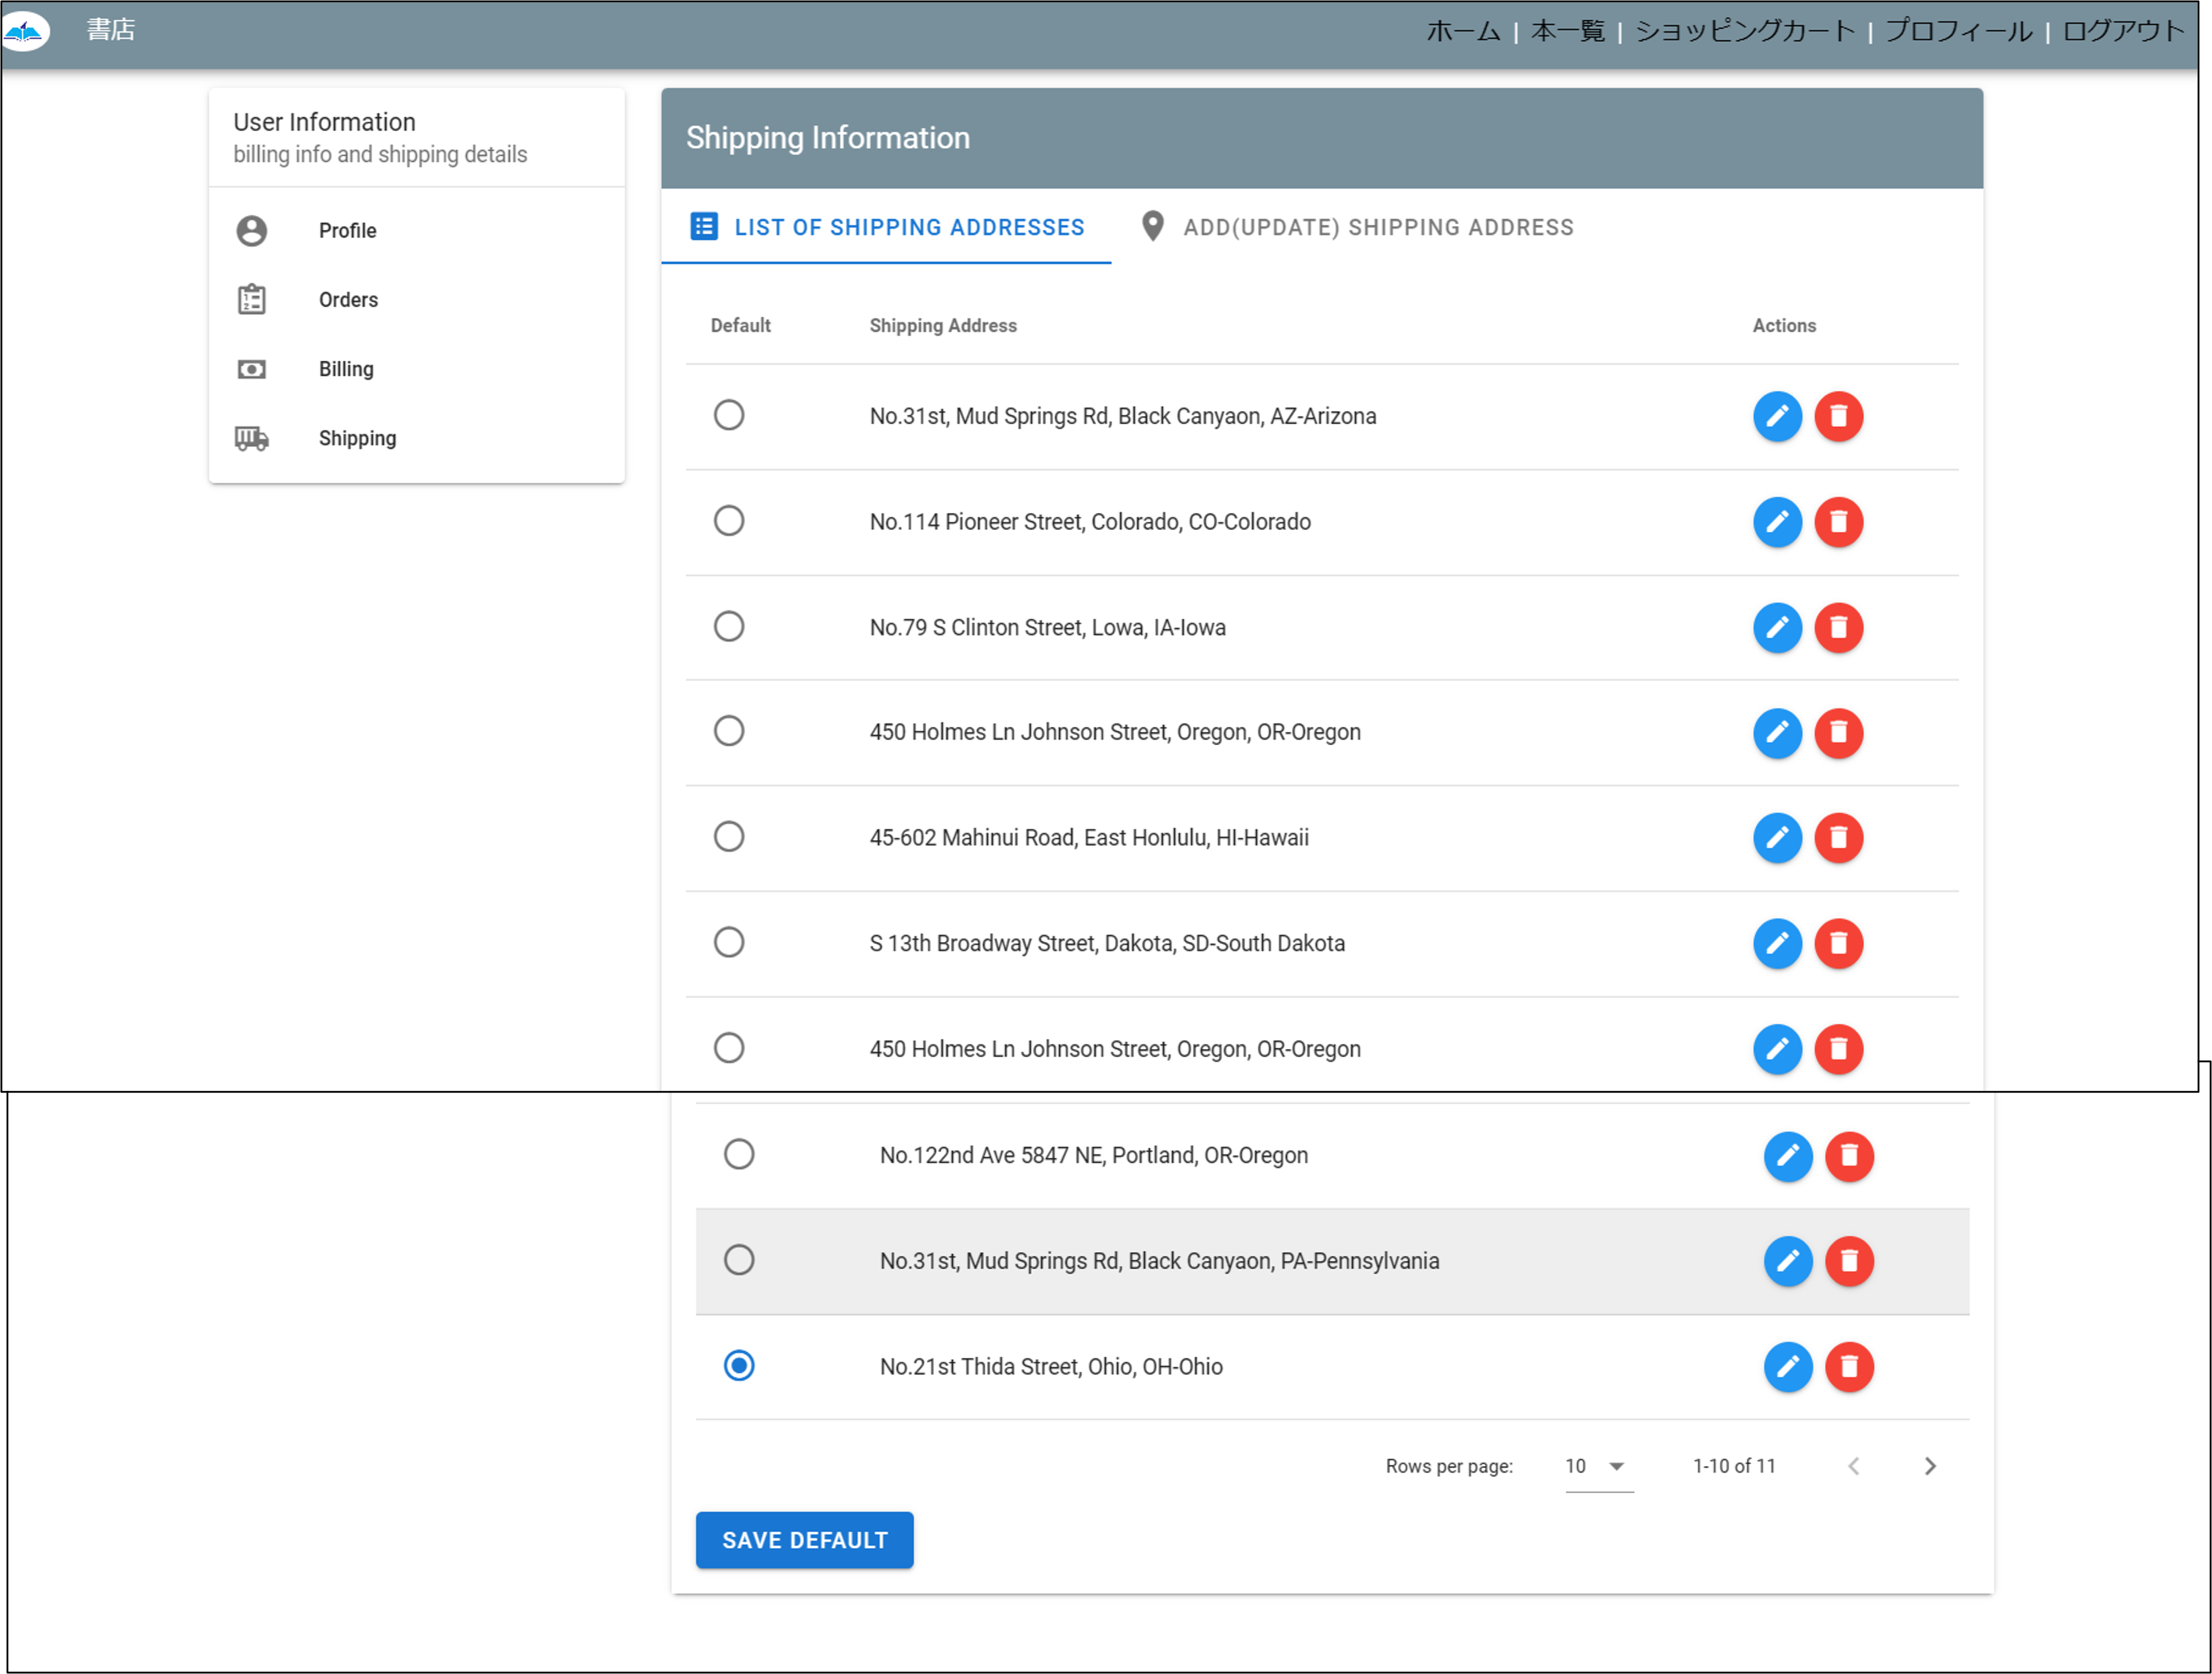 書店
ホーム | 本一覧 | ショッピングカート | プロフィール | ログアウト
User Information
billing info and shipping details
Profile
Orders
Billing
Shipping
Shipping Information
LIST OF SHIPPING ADDRESSES
ADD(UPDATE) SHIPPING ADDRESS
Default Shipping Address Actions
No.31st, Mud Springs Rd, Black Canyaon, AZ-Arizona
No.114 Pioneer Street, Colorado, CO-Colorado
No.79 S Clinton Street, Lowa, IA-Iowa
450 Holmes Ln Johnson Street, Oregon, OR-Oregon
45-602 Mahinui Road, East Honlulu, HI-Hawaii
S 13th Broadway Street, Dakota, SD-South Dakota
450 Holmes Ln Johnson Street, Oregon, OR-Oregon
No.122nd Ave 5847 NE, Portland, OR-Oregon
No.31st, Mud Springs Rd, Black Canyaon, PA-Pennsylvania
No.21st Thida Street, Ohio, OH-Ohio
Rows per page: 10 1-10 of 11
SAVE DEFAULT